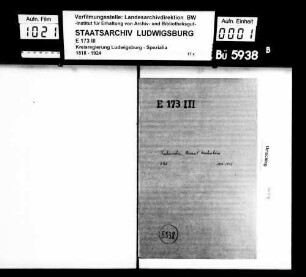 Aufn. Film
1021
Verfilmungsstelle: Landesarchivdirektion BW
-Institut für Erhaltung von Archiv- und Bibliotheksgut-
STAATSARCHIV LUDWIGSBURG
E 173 III
Kreisregierung Ludwigsburg - Spezialia
1818 - 1924
Aufn. Einheit
0001
Bü 5938
B
E 173 III
5938